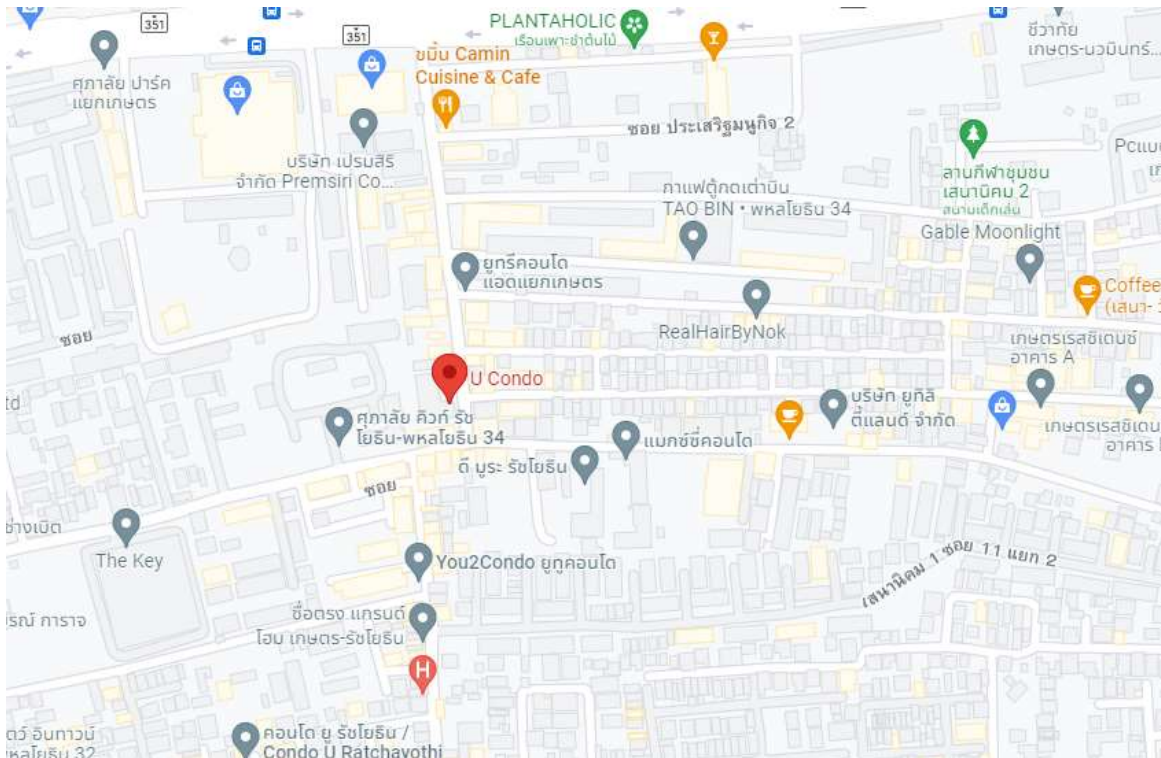 351
PLANTAHOLIC
เรือนเพาะชำต้นไม้
351
ศุภาลัย ปาร์ค
แยกเกษตร
ขมิ้น Camin
Cuisine & Cafe
ชีวาทัย
เกษตร-นวมินทร์...
ซอย ประเสริฐมนูกิจ 2
บริษัท เปรมสิริ
จำกัด Premsiri Co...
ลานกีฬาชุมชน
เสนานิคม 2
สนามเด็กเล่น
กาแฟตู้กดเต่าบิน
TAO BIN • พหลโยธิน 34
Gable Moonlight
ยูทรีคอนโด
แอดแยกเกษตร
Coffee
RealHairByNok
ซอย
เกษตรเรสซิเดนซ์
อาคาร A
U Condo
td
ศุภาลัย คิวท์ รัช
โยธิน-พหลโยธิน 34
บริษัท ยูทิลิ
ตี้แลนด์ จำกัด
แมกซ์ซี่คอนโด
อาคาร
ดี มูระ รัชโยธิน
ซอย
ช่างเบิด
The Key
You2Condo ยูทูคอนโด
เสนานิคม 1 ซอย 11 แยก 2
ซื่อตรง แกรนด์
โฮม เกษตร-รัชโยธิน
H
คอนโด ยู รัชโยธิน /
Condo U Ratchayothi